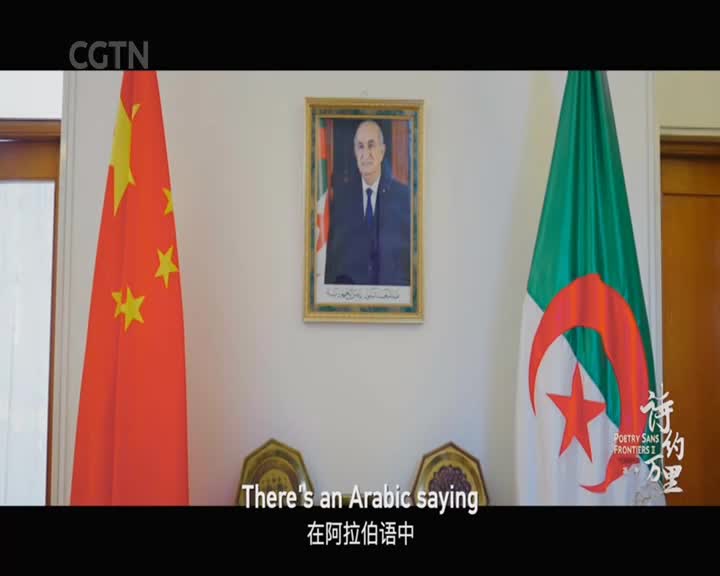 CGTN
诗约万里
POETRY SANS
FRONTIERS II
There's an Arabic saying
在阿拉伯语中